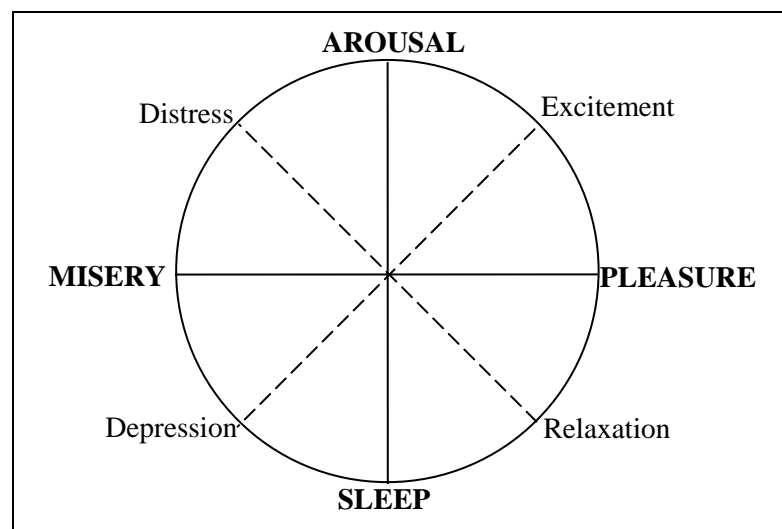 AROUSAL
Distress
Excitement
MISERY
PLEASURE
Depression
Relaxation
SLEEP